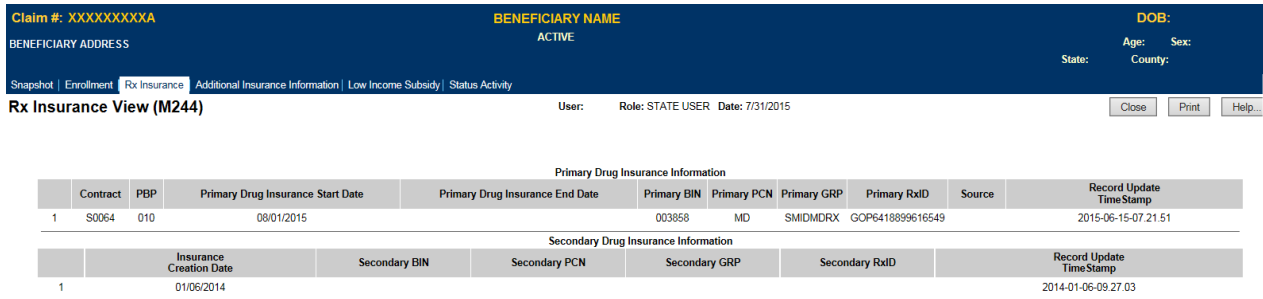 Claim #: XXXXXXXXXXA BENEFICIARY NAME DOB:
BENEFICIARY ADDRESS ACTIVE Age: Sex:
State: County:
Snapshot | Enrollment | Rx Insurance | Additional Insurance Information | Low Income Subsidy | Status Activity
Rx Insurance View (M244) User: Role: STATE USER Date: 7/31/2015 Close Print Help...
Primary Drug Insurance Information
Contract PBP Primary Drug Insurance Start Date Primary Drug Insurance End Date Primary BIN Primary PCN Primary GRP Primary RxID Source Record Update TimeStamp
1 S0064 010 08/01/2015 003858 MD SMIDMDRX GOP6418899616549 2015-06-15-07.21.51
Secondary Drug Insurance Information
Insurance Creation Date Secondary BIN Secondary PCN Secondary GRP Secondary RxID Record Update TimeStamp
1 01/06/2014 2014-01-06-09.27.03